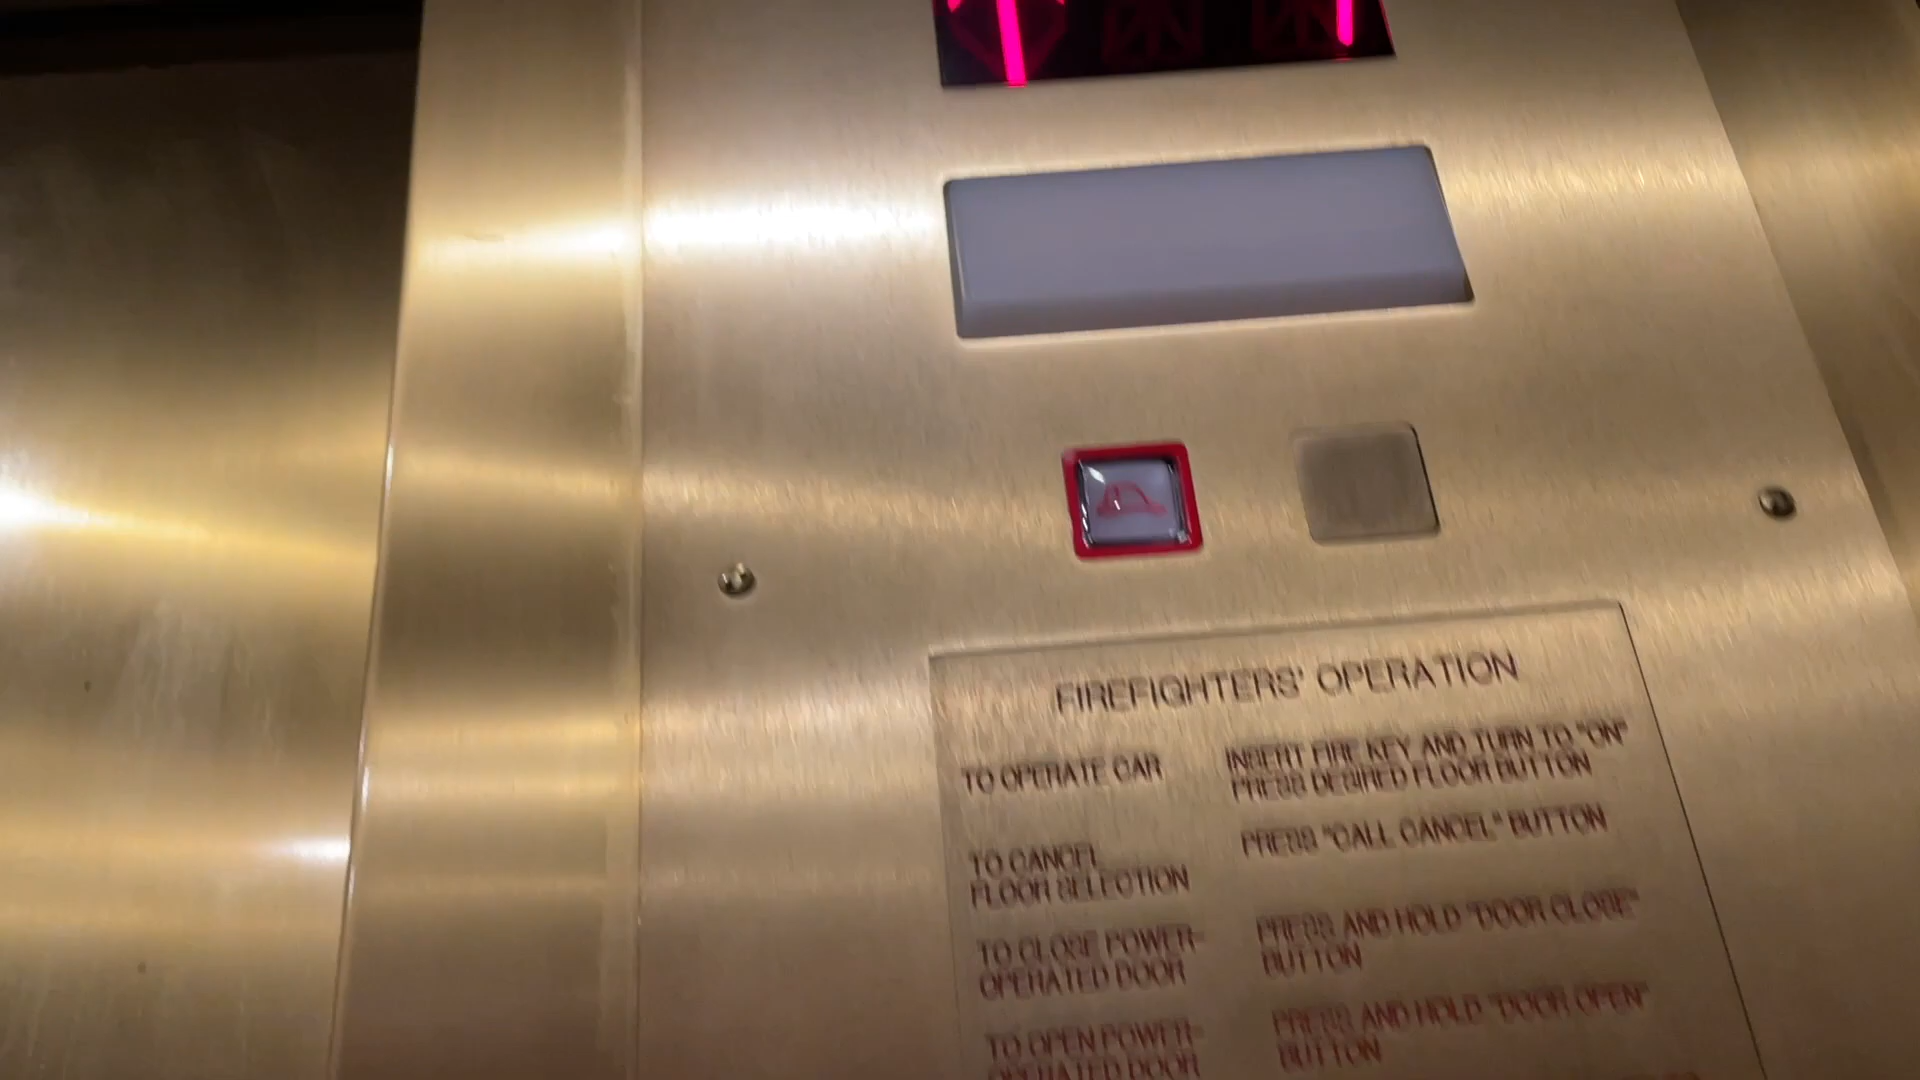 FIREFIGHTERS' OPERATION
TO OPERATE CAR
INSERT FIRE KEY AND TURN TO "ON"
PRESS DESIRED FLOOR BUTTON
TO CANCEL
FLOOR SELECTION
PRESS "CALL CANCEL" BUTTON
TO CLOSE POWER-
OPERATED DOOR
PRESS AND HOLD "DOOR CLOSE"
BUTTON
TO OPEN POWER-
OPERATED DOOR
PRESS AND HOLD "DOOR OPEN"
BUTTON